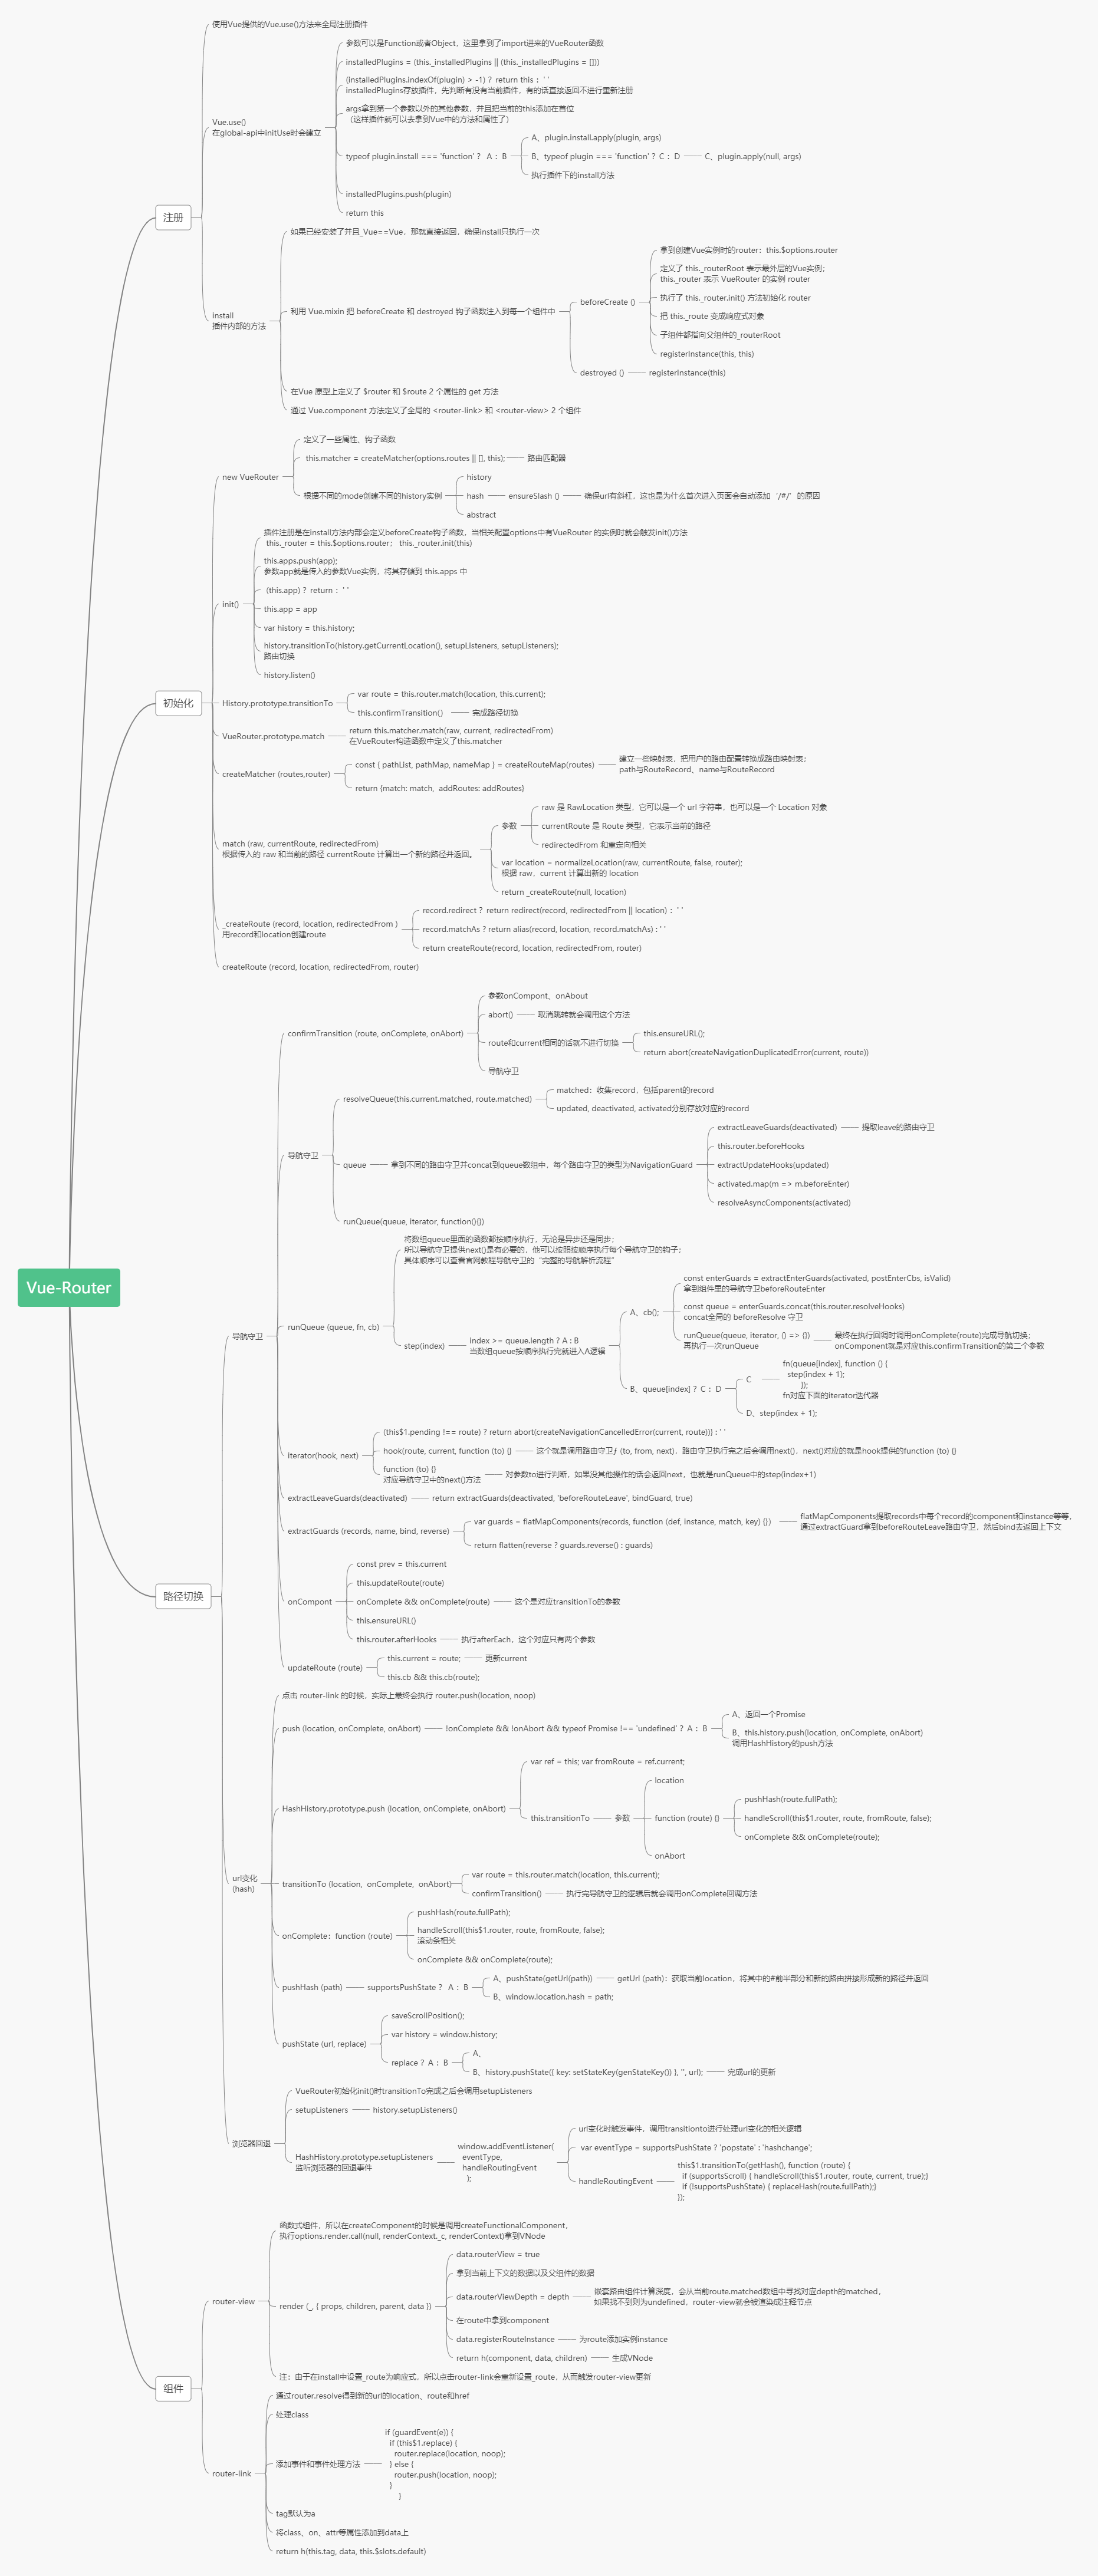 Vue-Router
注册
使用Vue提供的Vue.use()方法来全局注册插件
Vue.use()
在global-api中initUse时会建立
参数可以是Function或者Object，这里拿到了import进来的VueRouter函数
installedPlugins = (this._installedPlugins || (this._installedPlugins = []))
(installedPlugins.indexOf(plugin) > -1)？ return this ：' '
installedPlugins存放插件，先判断有没有当前插件，有的话直接返回不进行重新注册
args拿到第一个参数以外的其他参数，并且把当前的this添加在首位
（这样插件就可以去拿到Vue中的方法和属性了）
typeof plugin.install === 'function' ？ A ：B
A、plugin.install.apply(plugin, args)
B、typeof plugin === 'function' ？C ：D
C、plugin.apply(null, args)
执行插件下的install方法
installedPlugins.push(plugin)
return this
install
插件内部的方法
如果已经安装了并且_Vue==Vue，那就直接返回，确保install只执行一次
利用 Vue.mixin 把 beforeCreate 和 destroyed 钩子函数注入到每一个组件中
beforeCreate ()
拿到创建Vue实例时的router：this.$options.router
定义了 this._routerRoot 表示最外层的Vue实例；
this._router 表示 VueRouter 的实例 router
执行了 this._router.init() 方法初始化 router
把 this._route 变成响应式对象
子组件都指向父组件的_routerRoot
registerInstance(this, this)
destroyed ()
registerInstance(this)
在Vue 原型上定义了 $router 和 $route 2 个属性的 get 方法
通过 Vue.component 方法定义了全局的 <router-link> 和 <router-view> 2 个组件
初始化
new VueRouter
定义了一些属性、钩子函数
this.matcher = createMatcher(options.routes || [], this);
路由匹配器
根据不同的mode创建不同的history实例
history
hash
ensureSlash ()
确保url有斜杠，这也是为什么首次进入页面会自动添加‘/#/’的原因
abstract
init()
插件注册是在install方法内部会定义beforeCreate钩子函数，当相关配置options中有VueRouter 的实例时就会触发init()方法
this._router = this.$options.router； this._router.init(this)
this.apps.push(app);
参数app就是传入的参数Vue实例，将其存储到 this.apps 中
(this.app)？ return ：' '
this.app = app
var history = this.history;
history.transitionTo(history.getCurrentLocation(), setupListeners, setupListeners);
路由切换
history.listen()
History.prototype.transitionTo
var route = this.router.match(location, this.current);
this.confirmTransition()
完成路径切换
VueRouter.prototype.match
return this.matcher.match(raw, current, redirectedFrom)
在VueRouter构造函数中定义了this.matcher
createMatcher (routes,router)
const { pathList, pathMap, nameMap } = createRouteMap(routes)
建立一些映射表，把用户的路由配置转换成路由映射表；
path与RouteRecord、name与RouteRecord
return {match: match, addRoutes: addRoutes}
match (raw, currentRoute, redirectedFrom)
根据传入的 raw 和当前的路径 currentRoute 计算出一个新的路径并返回。
参数
raw 是 RawLocation 类型，它可以是一个 url 字符串，也可以是一个 Location 对象
currentRoute 是 Route 类型，它表示当前的路径
redirectedFrom 和重定向相关
var location = normalizeLocation(raw, currentRoute, false, router);
根据 raw，current 计算出新的 location
return _createRoute(null, location)
_createRoute (record, location, redirectedFrom )
用record和location创建route
record.redirect？ return redirect(record, redirectedFrom || location) ：' '
record.matchAs ? return alias(record, location, record.matchAs) : ' '
return createRoute(record, location, redirectedFrom, router)
createRoute (record, location, redirectedFrom, router)
路径切换
导航守卫
confirmTransition (route, onComplete, onAbort)
参数onCompont、onAbout
abort()
取消跳转就会调用这个方法
route和current相同的话就不进行切换
this.ensureURL();
return abort(createNavigationDuplicatedError(current, route))
导航守卫
导航守卫
resolveQueue(this.current.matched, route.matched)
matched：收集record，包括parent的record
updated, deactivated, activated分别存放对应的record
queue
拿到不同的路由守卫并concat到queue数组中，每个路由守卫的类型为NavigationGuard
extractLeaveGuards(deactivated)
提取leave的路由守卫
this.router.beforeHooks
extractUpdateHooks(updated)
activated.map(m => m.beforeEnter)
resolveAsyncComponents(activated)
runQueue(queue, iterator, function(){})
runQueue (queue, fn, cb)
将数组queue里面的函数都按顺序执行，无论是异步还是同步；
所以导航守卫提供next()是有必要的，他可以按照按顺序执行每个导航守卫的钩子；
具体顺序可以查看官网教程导航守卫的“完整的导航解析流程”
step(index)
index >= queue.length ? A : B
当数组queue按顺序执行完就进入A逻辑
A、cb();
const enterGuards = extractEnterGuards(activated, postEnterCbs, isValid)
拿到组件里的导航守卫beforeRouteEnter
const queue = enterGuards.concat(this.router.resolveHooks)
concat全局的 beforeResolve 守卫
runQueue(queue, iterator, () => {})
再执行一次runQueue
最终在执行回调时调用onComplete(route)完成导航切换；
onComponent就是对应this.confirmTransition的第二个参数
B、queue[index] ？C ：D
C
fn(queue[index], function () {
step(index + 1);
});
fn对应下面的iterator迭代器
D、step(index + 1);
iterator(hook, next)
(this$1.pending !== route) ? return abort(createNavigationCancelledError(current, route))) : ' '
hook(route, current, function (to) {}
这个就是调用路由守卫ƒ (to, from, next)，路由守卫执行完之后会调用next()，next()对应的就是hook提供的function (to) {}
function (to) {}
对应导航守卫中的next()方法
对参数to进行判断，如果没其他操作的话会返回next，也就是runQueue中的step(index+1)
extractLeaveGuards(deactivated)
return extractGuards(deactivated, 'beforeRouteLeave', bindGuard, true)
extractGuards (records, name, bind, reverse)
var guards = flatMapComponents(records, function (def, instance, match, key) {})
flatMapComponents提取records中每个record的component和instance等等，
通过extractGuard拿到beforeRouteLeave路由守卫，然后bind去返回上下文
return flatten(reverse ? guards.reverse() : guards)
onCompont
const prev = this.current
this.updateRoute(route)
onComplete && onComplete(route)
这个是对应transitionTo的参数
this.ensureURL()
this.router.afterHooks
执行afterEach，这个对应只有两个参数
updateRoute (route)
this.current = route;
更新current
this.cb && this.cb(route);
url变化
(hash)
点击 router-link 的时候，实际上最终会执行 router.push(location, noop)
push (location, onComplete, onAbort)
!onComplete && !onAbort && typeof Promise !== 'undefined' ？A ：B
A、返回一个Promise
B、this.history.push(location, onComplete, onAbort)
调用HashHistory的push方法
HashHistory.prototype.push (location, onComplete, onAbort)
var ref = this; var fromRoute = ref.current;
this.transitionTo
参数
location
function (route) {}
pushHash(route.fullPath);
handleScroll(this$1.router, route, fromRoute, false);
onComplete && onComplete(route);
onAbort
transitionTo (location, onComplete, onAbort)
var route = this.router.match(location, this.current);
confirmTransition()
执行完导航守卫的逻辑后就会调用onComplete回调方法
onComplete：function (route)
pushHash(route.fullPath);
handleScroll(this$1.router, route, fromRoute, false);
滚动条相关
onComplete && onComplete(route);
pushHash (path)
supportsPushState ？ A ：B
A、pushState(getUrl(path))
getUrl (path)：获取当前location，将其中的#前半部分和新的路由拼接形成新的路径并返回
B、window.location.hash = path;
pushState (url, replace)
saveScrollPosition();
var history = window.history;
replace ？A ：B
A、
B、history.pushState({ key: setStateKey(genStateKey()) }, '', url);
完成url的更新
浏览器回退
VueRouter初始化init()时transitionTo完成之后会调用setupListeners
setupListeners
history.setupListeners()
HashHistory.prototype.setupListeners
监听浏览器的回退事件
window.addEventListener(
eventType,
handleRoutingEvent
);
url变化时触发事件，调用transitionto进行处理url变化的相关逻辑
var eventType = supportsPushState ? 'popstate' : 'hashchange';
handleRoutingEvent
this$1.transitionTo(getHash(), function (route) {
if (supportsScroll) { handleScroll(this$1.router, route, current, true);}
if (!supportsPushState) { replaceHash(route.fullPath);}
});
组件
router-view
函数式组件，所以在createComponent的时候是调用createFunctionalComponent，
执行options.render.call(null, renderContext._c, renderContext)拿到VNode
render (_, { props, children, parent, data })
data.routerView = true
拿到当前上下文的数据以及父组件的数据
data.routerViewDepth = depth
嵌套路由组件计算深度，会从当前route.matched数组中寻找对应depth的matched，
如果找不到则为undefined，router-view就会被渲染成注释节点
在route中拿到component
data.registerRouteInstance
为route添加实例instance
return h(component, data, children)
生成VNode
注：由于在install中设置_route为响应式，所以点击router-link会重新设置_route，从而触发router-view更新
router-link
通过router.resolve得到新的url的location、route和href
处理class
添加事件和事件处理方法
if (guardEvent(e)) {
if (this$1.replace) {
router.replace(location, noop);
} else {
router.push(location, noop);
}
}
tag默认为a
将class、on、attr等属性添加到data上
return h(this.tag, data, this.$slots.default)